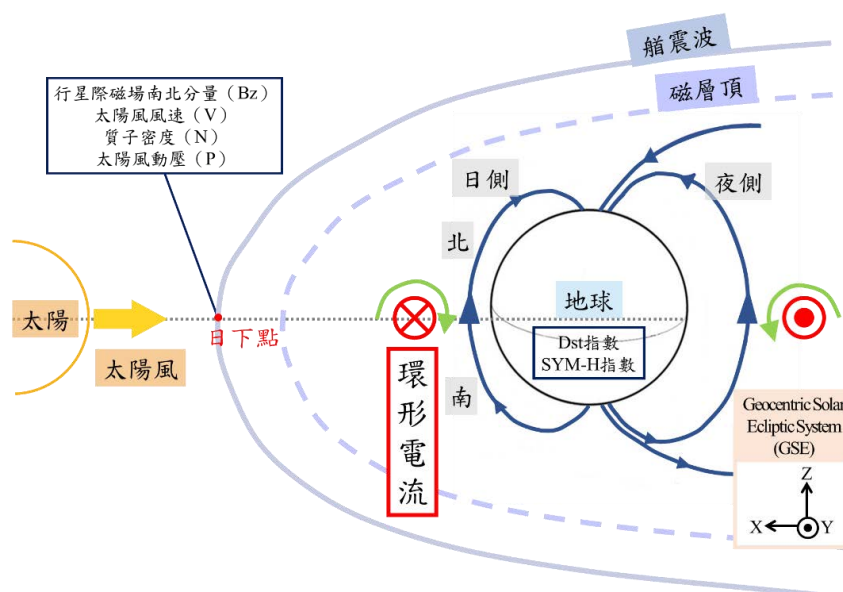 艏震波
磁層頂
行星際磁場南北分量（Bz）
太陽風風速（V）
質子密度（N）
太陽風動壓（P）
日側
夜側
北
太陽
地球
日下點
Dst指數
SYM-H指數
太陽風
環形電流
南
Geocentric Solar
Ecliptic System
(GSE)
Z
X
Y